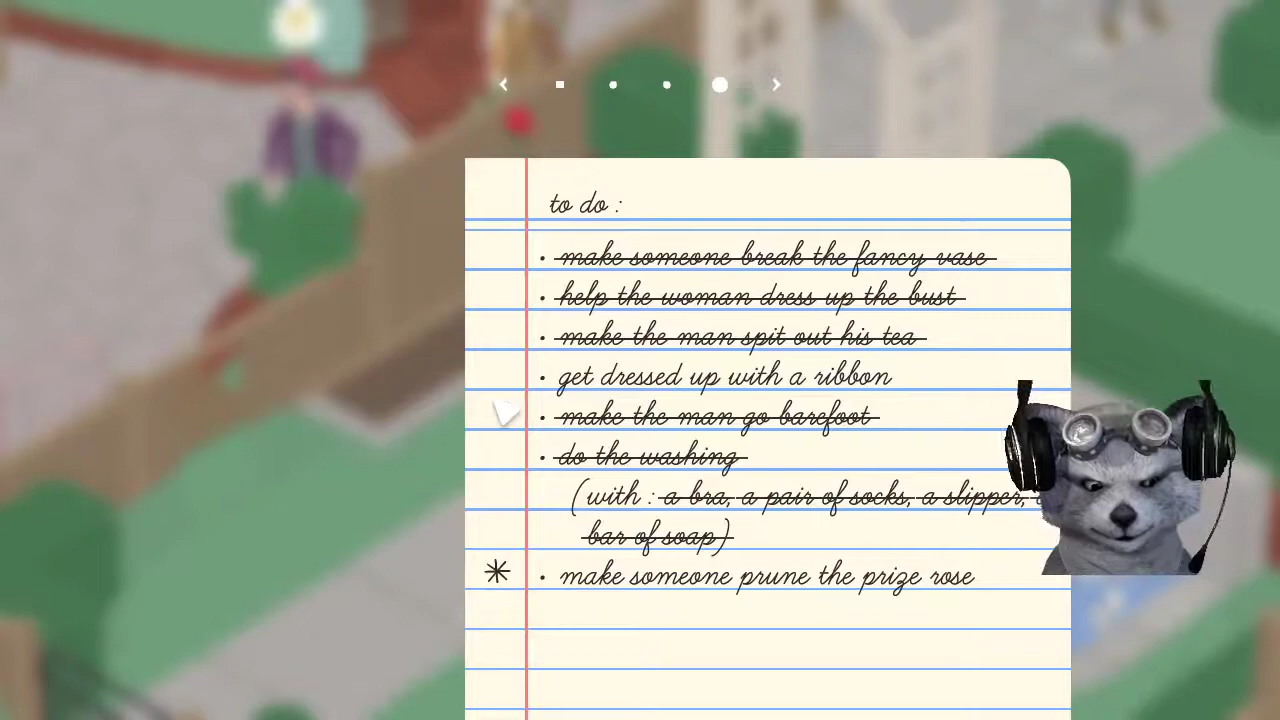 to do :
• make someone break the fancy vase
• help the woman dress up the bust
• make the man spit out his tea
• get dressed up with a ribbon
• make the man go barefoot
• do the washing
(with : a bra, a pair of socks, a slipper,
bar of soap)
* • make someone prune the prize rose